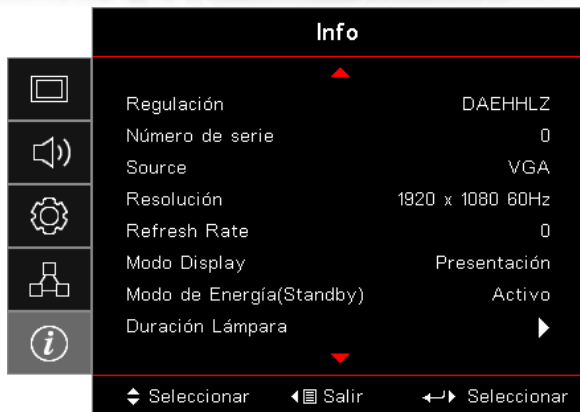 Info
Regulación DAEHHLZ
Número de serie 0
Source VGA
Resolución 1920 x 1080 60Hz
Refresh Rate 0
Modo Display Presentación
Modo de Energía(Standby) Activo
Duración Lámpara
Seleccionar Salir Seleccionar